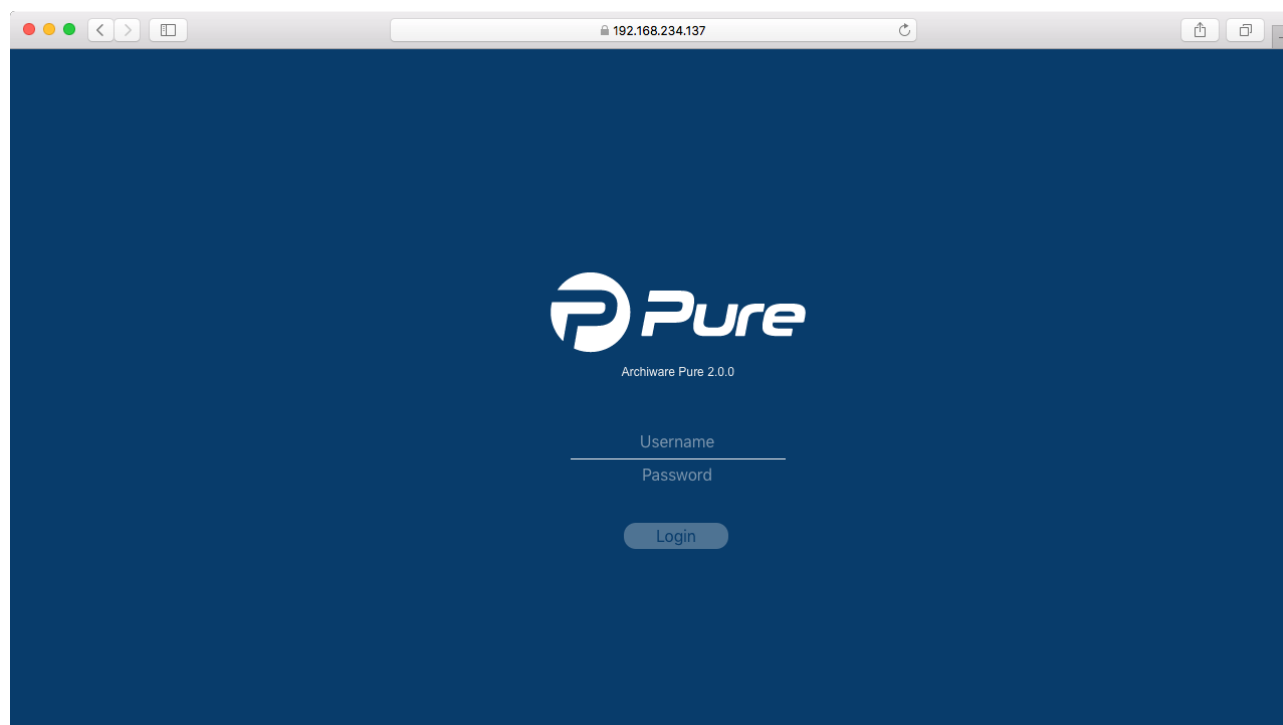 192.168.234.137
Pure
Archiware Pure 2.0.0
Username
Password
Login